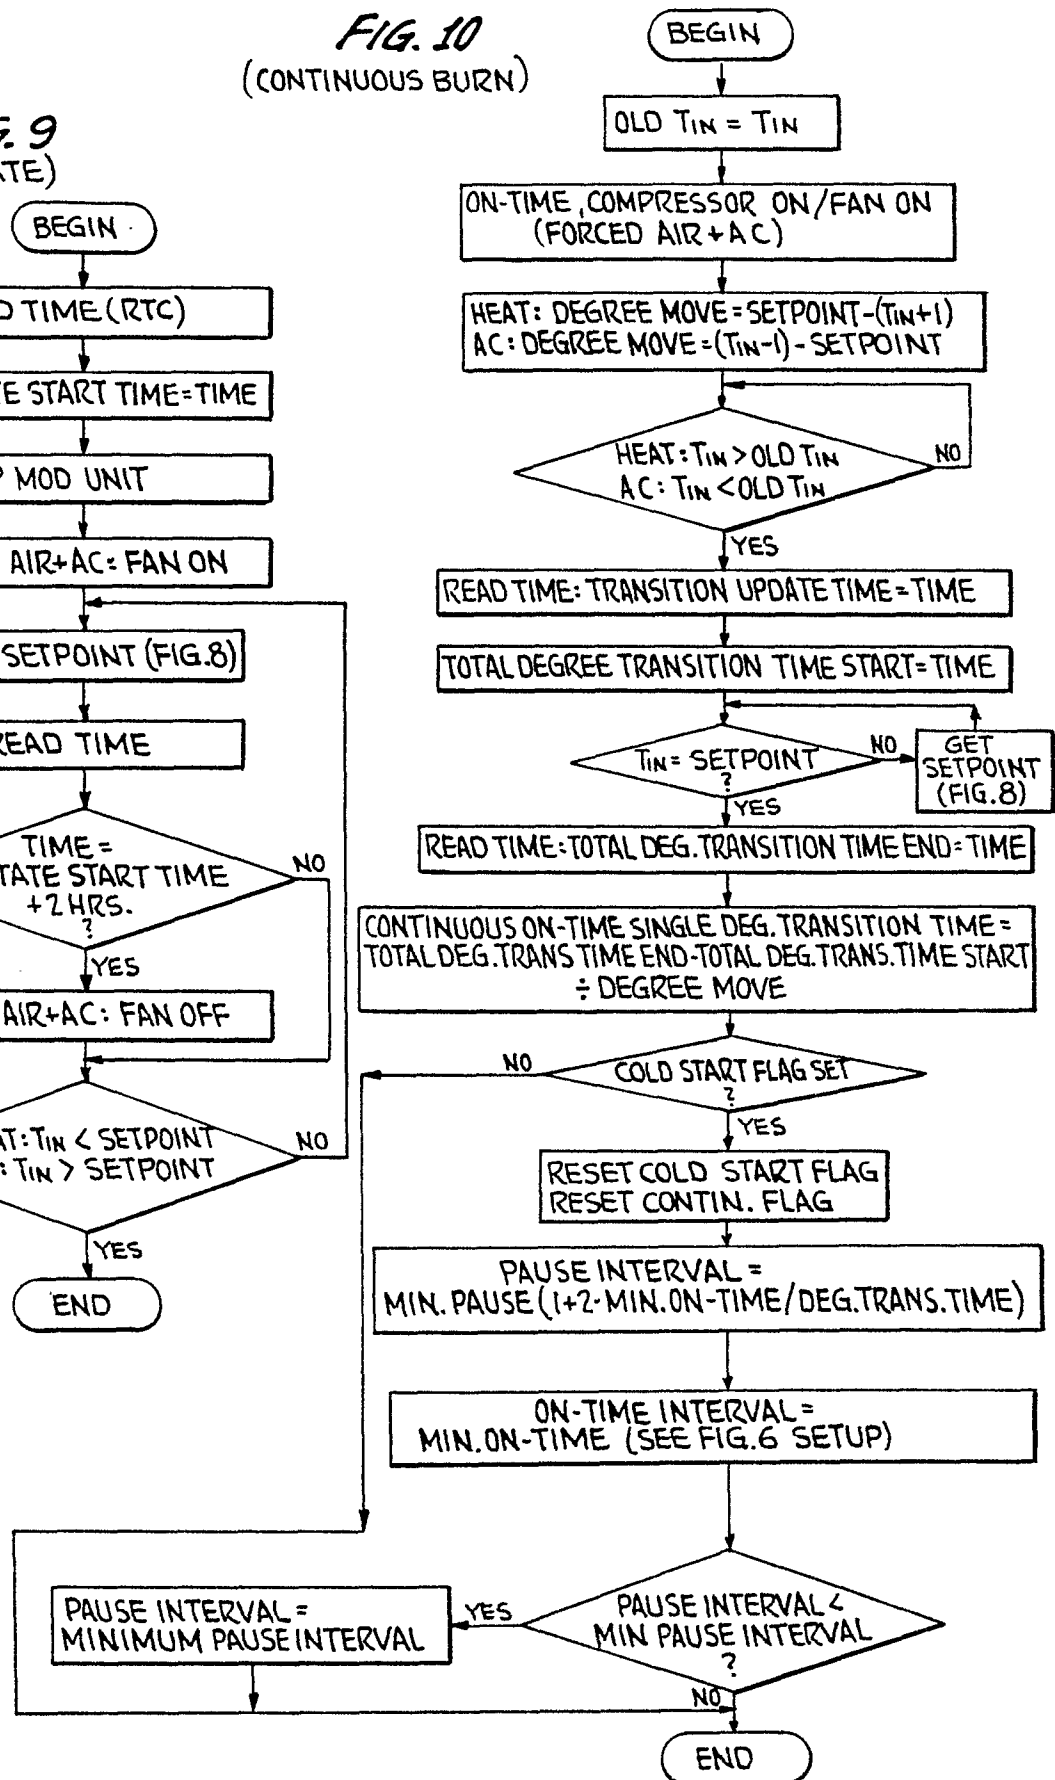 FIG. 10
(CONTINUOUS BURN)
BEGIN
OLD TIN = TIN
ON-TIME, COMPRESSOR ON/FAN ON
(FORCED AIR+AC)
HEAT: DEGREE MOVE=SETPOINT-(TIN+1)
AC: DEGREE MOVE=(TIN-1)-SETPOINT
HEAT: TIN > OLD TIN
AC: TIN < OLD TIN
NO
YES
READ TIME: TRANSITION UPDATE TIME=TIME
TOTAL DEGREE TRANSITION TIME START=TIME
TIN= SETPOINT
?
NO
GET
SETPOINT
(FIG.8)
YES
READ TIME:TOTAL DEG.TRANSITION TIME END=TIME
CONTINUOUS ON-TIME SINGLE DEG.TRANSITION TIME=
TOTAL DEG.TRANS TIME END-TOTAL DEG.TRANS.TIME START
÷ DEGREE MOVE
NO
COLD START FLAG SET
?
YES
RESET COLD START FLAG
RESET CONTIN. FLAG
PAUSE INTERVAL =
MIN. PAUSE (1+2·MIN.ON-TIME/DEG.TRANS.TIME)
ON-TIME INTERVAL=
MIN.ON-TIME (SEE FIG.6 SETUP)
PAUSE INTERVAL <
MIN PAUSE INTERVAL
?
YES
PAUSE INTERVAL=
MINIMUM PAUSE INTERVAL
NO
END
G. 9
ATE)
BEGIN
D TIME (RTC)
TE START TIME=TIME
P MOD UNIT
AIR+AC: FAN ON
SETPOINT (FIG.8)
READ TIME
TIME=
TATE START TIME
+2HRS.
?
NO
YES
AIR+AC: FAN OFF
AT: TIN < SETPOINT
: TIN > SETPOINT
NO
YES
END